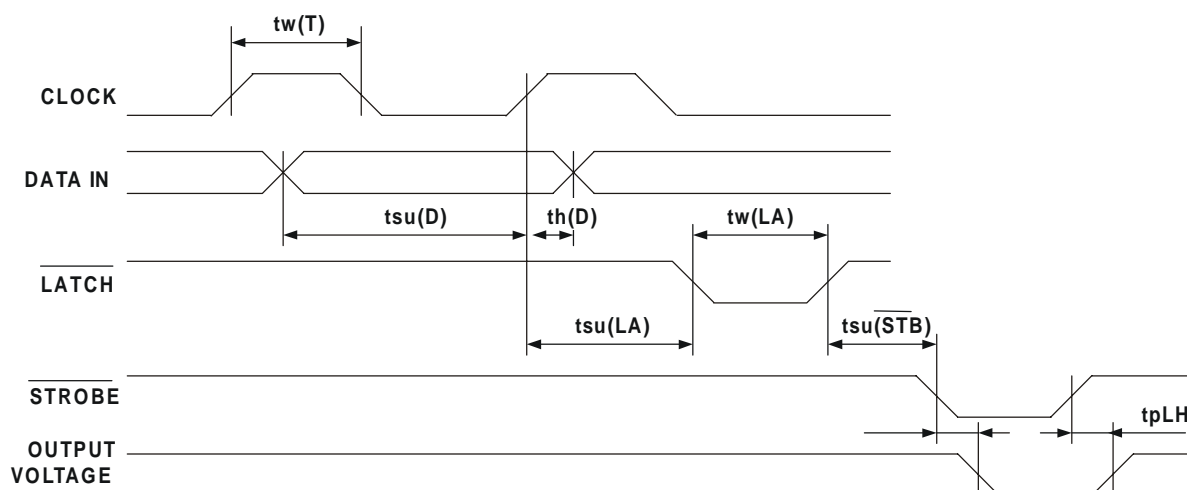 tw(T)
CLOCK
DATA IN
tsu(D)
th(D)
tw(LA)
LATCH
tsu(LA)
tsu(STB)
STROBE
tpLH
OUTPUT
VOLTAGE